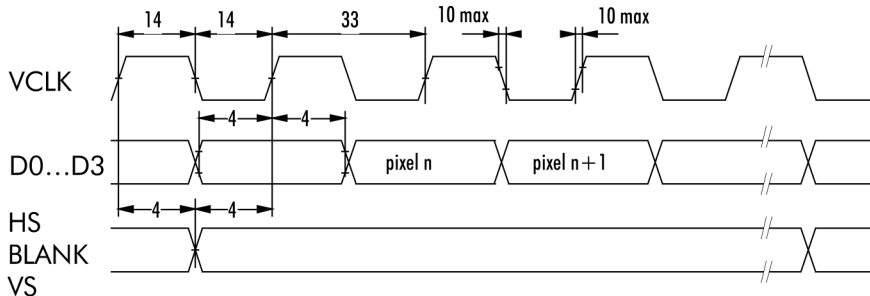 14 14 33 10 max 10 max
VCLK
4 4
D0...D3 pixel n pixel n+1
4 4
HS
BLANK
VS